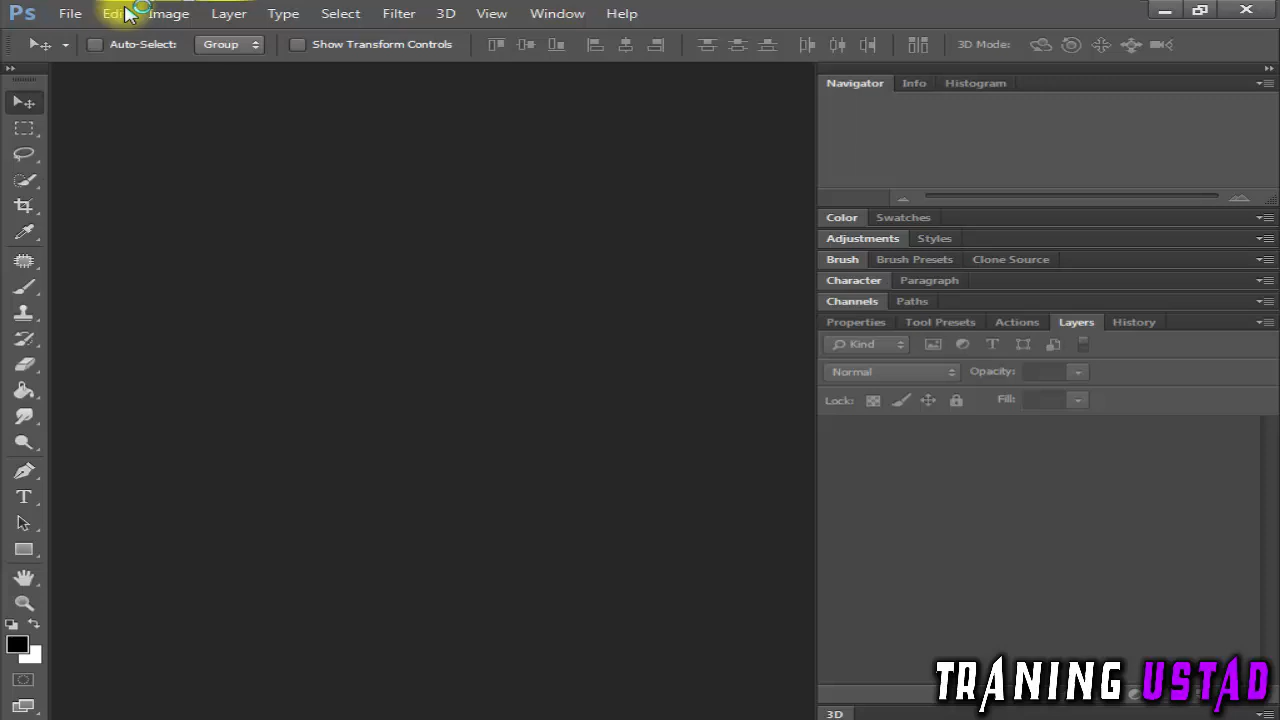 Ps File Edit Image Layer Type Select Filter 3D View Window Help
Auto-Select: Group Show Transform Controls 3D Mode:
Navigator Info Histogram
Color Swatches
Adjustments Styles
Brush Brush Presets Clone Source
Character Paragraph
Channels Paths
Properties Tool Presets Actions Layers History
Kind
Normal Opacity:
Lock: Fill:
TRANING USTAD
3D